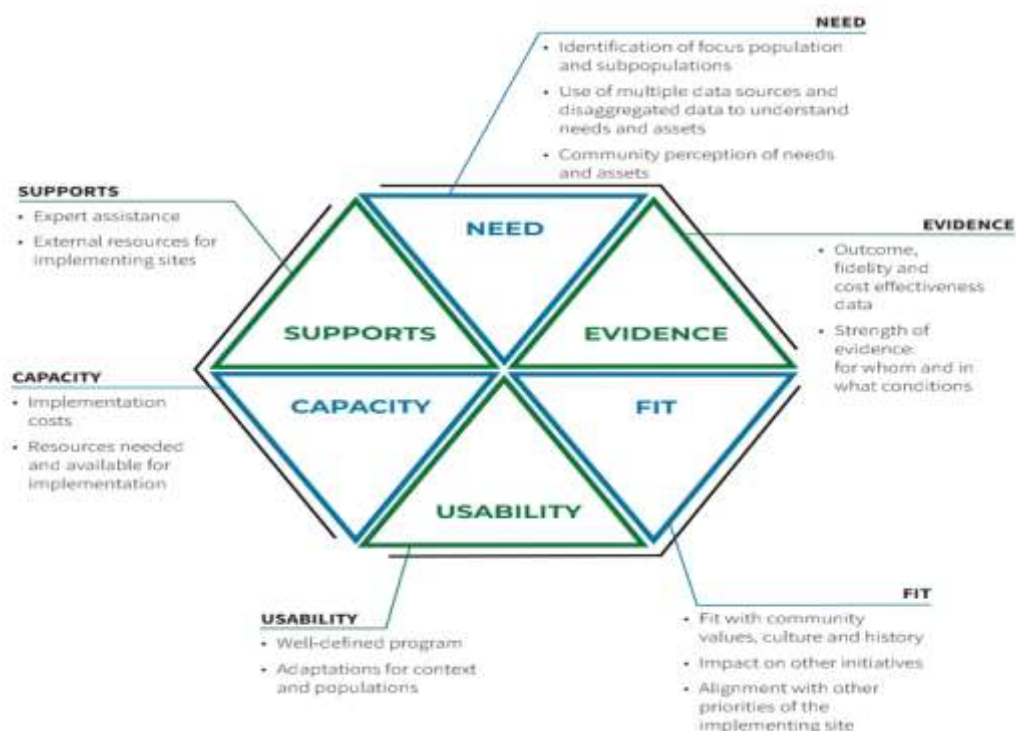 NEED
• Identification of focus population
and subpopulations
• Use of multiple data sources and
disaggregated data to understand
needs and assets
• Community perception of needs
and assets
SUPPORTS
• Expert assistance
• External resources for
implementing sites
EVIDENCE
• Outcome,
fidelity and
cost effectiveness
data
• Strength of
evidence:
for whom and in
what conditions
NEED
SUPPORTS
EVIDENCE
CAPACITY
FIT
USABILITY
CAPACITY
• Implementation
costs
• Resources needed
and available for
implementation
USABILITY
• Well-defined program
• Adaptations for context
and populations
FIT
• Fit with community
values, culture and history
• Impact on other initiatives
• Alignment with other
priorities of the
implementing site